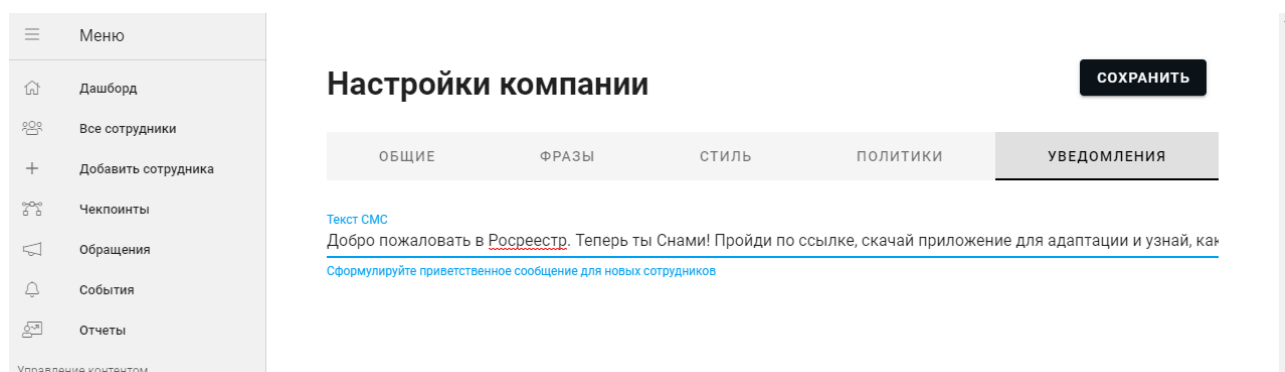 Меню
Дашборд
Все сотрудники
Добавить сотрудника
Чекпоинты
Обращения
События
Отчеты
Управление контентом
Настройки компании
СОХРАНИТЬ
ОБЩИЕ ФРАЗЫ СТИЛЬ ПОЛИТИКИ УВЕДОМЛЕНИЯ
Текст СМС
Добро пожаловать в Росреестр. Теперь ты Снами! Пройди по ссылке, скачай приложение для адаптации и узнай, как
Сформулируйте приветственное сообщение для новых сотрудников